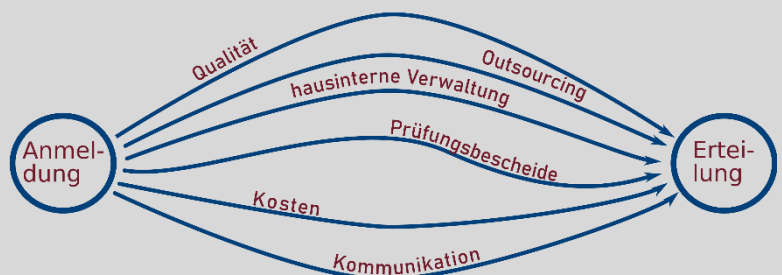 Qualität
Outsourcing
hausinterne Verwaltung
Prüfungsbescheide
Anmel-
dung
Ertei-
lung
Kosten
Kommunikation